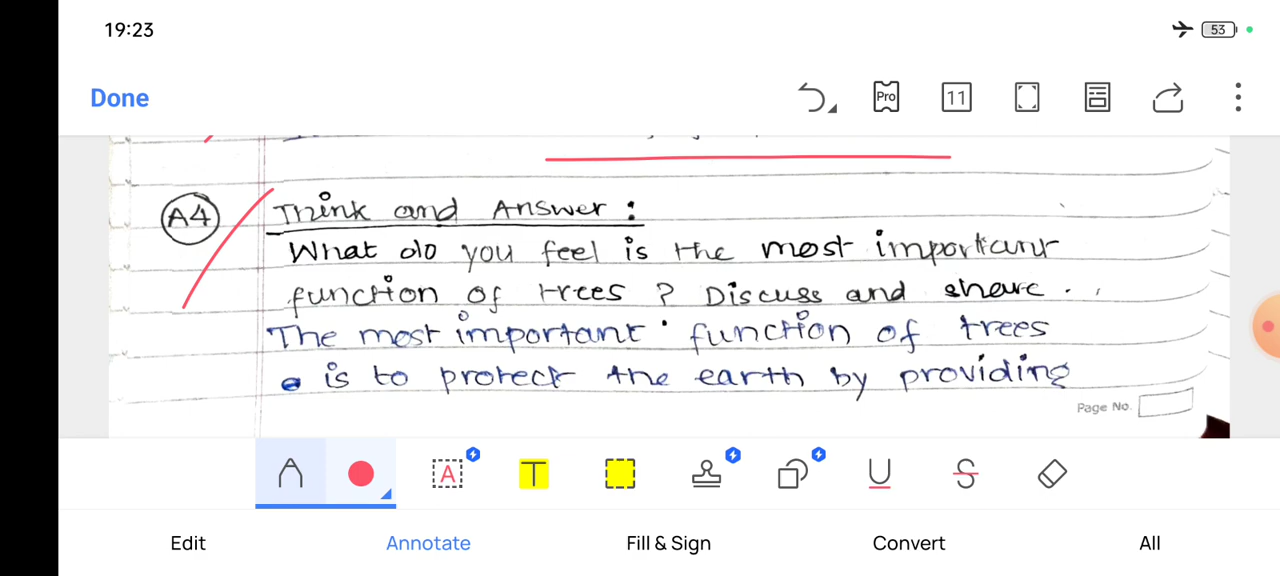 19:23
53
Done
Pro
11
A4
Think and Answer :
What do you feel is the most important
function of trees ? Discuss and share .
The most important function of trees
is to protect the earth by providing
Page No.
A
A
T
U
S
Edit
Annotate
Fill & Sign
Convert
All